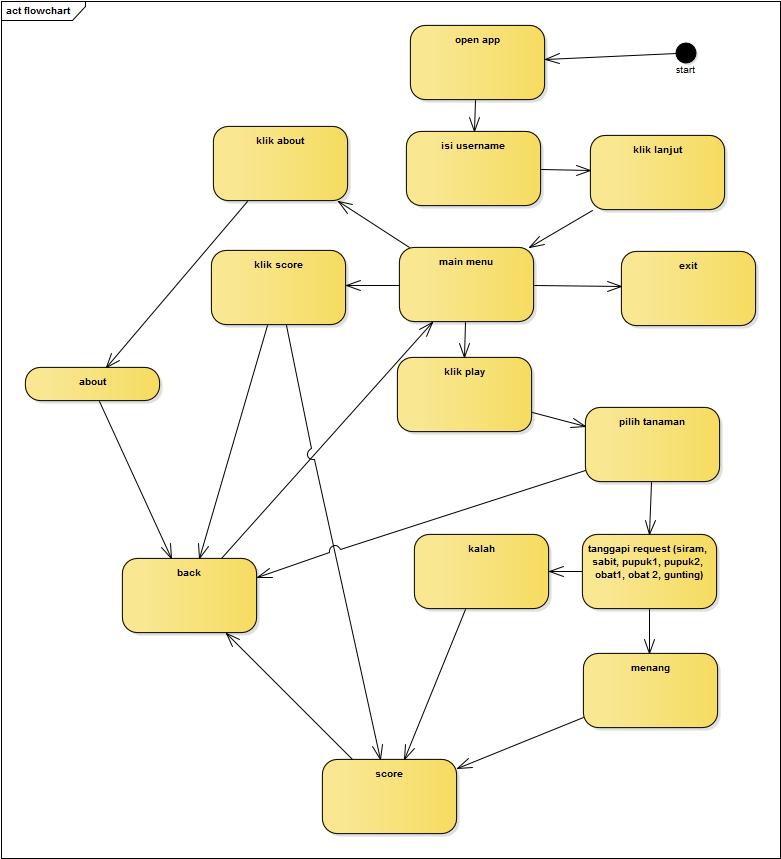 act flowchart
open app
start
klik about
isi username
klik lanjut
klik score
main menu
exit
about
klik play
pilih tanaman
back
kalah
tanggapi request (siram,
sabit, pupuk1, pupuk2,
obat1, obat 2, gunting)
menang
score